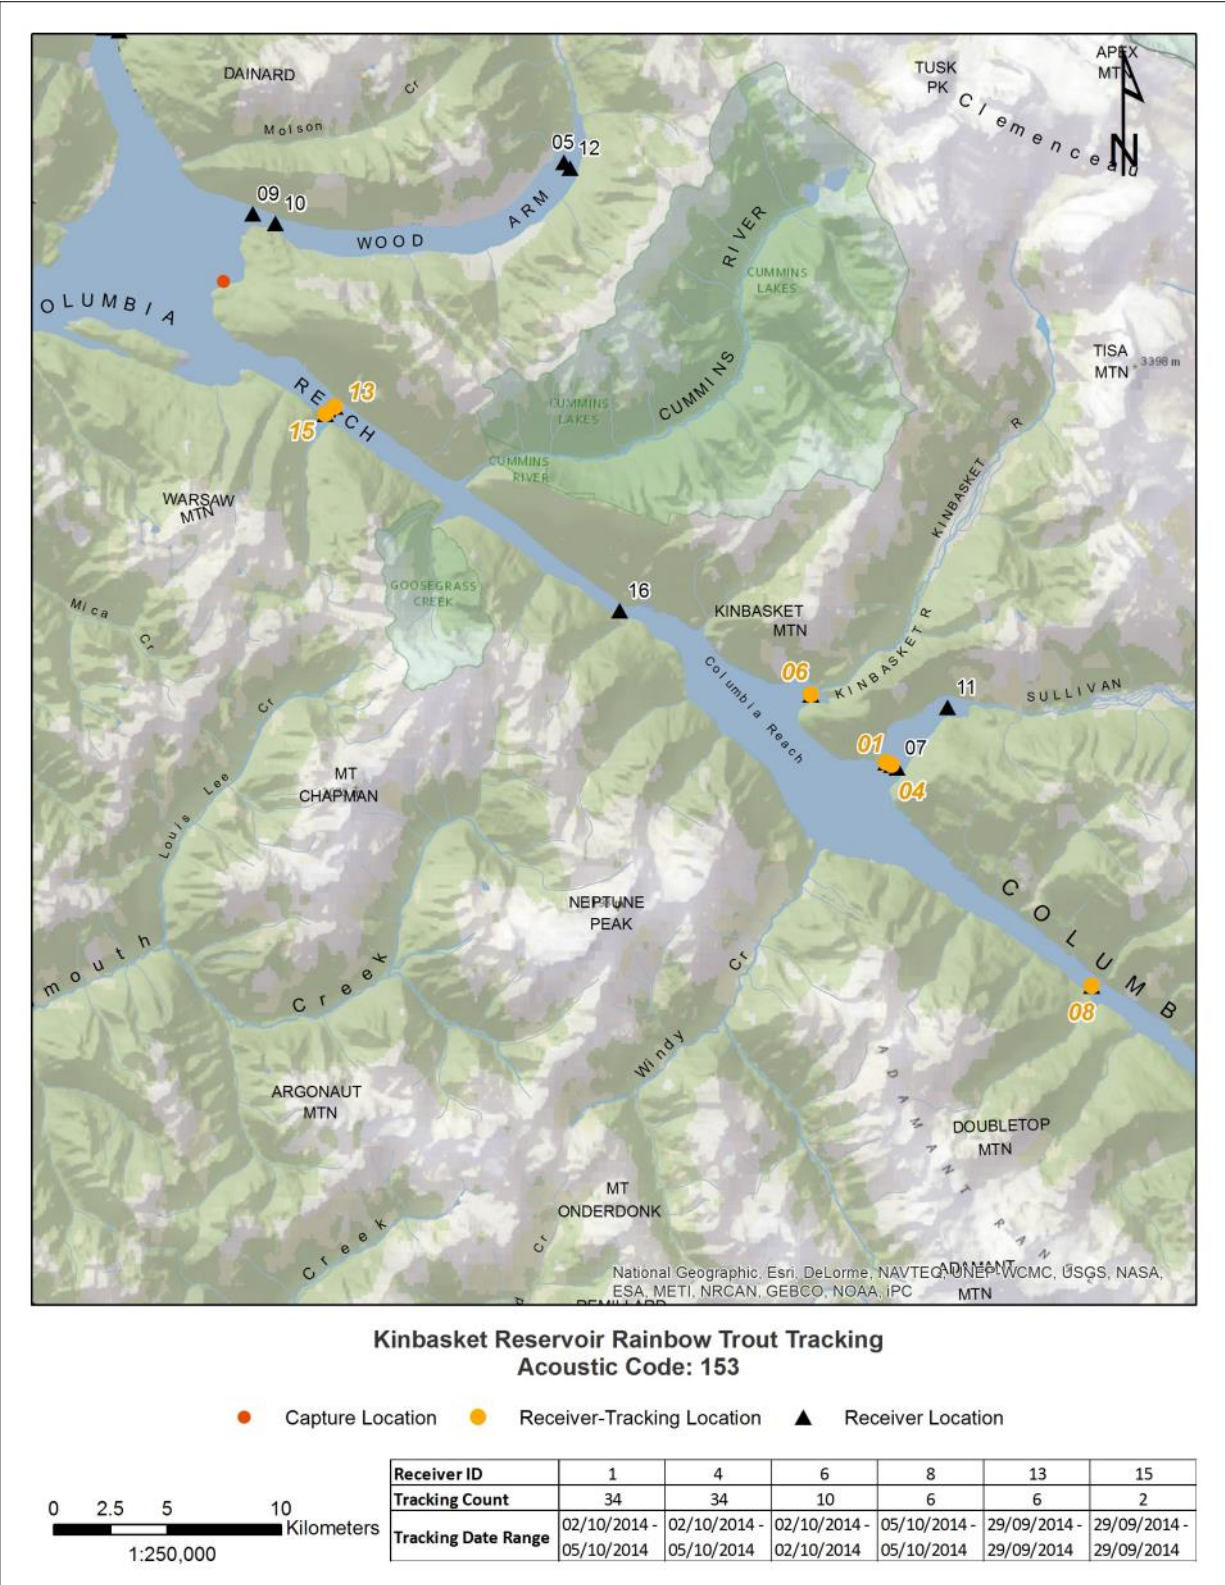 DAINARD
Molson
Cr
TUSK
PK
APEX
MTN
Clemenceau
N
05 12
09 10
WOOD
ARM
RIVER
CUMMINS
LAKES
OLUMBIA
TISA
MTN
3398 m
REACH
13
15
CUMMINS
LAKES
CUMMINS
CUMMINS
RIVER
R
KINBASKET
WARSAW
MTN
GOOSEGRASS
CREEK
Mica
Cr
16
KINBASKET
MTN
KINBASKET R
06
11
SULLIVAN
Columbia Reach
01
07
04
Cr
Lee
Louis
MT
CHAPMAN
NEPTUNE
PEAK
COLUMB
mouth
Creek
Cr
Windy
08
ARGONAUT
MTN
ADAMANT
RAN
DOUBLETOP
MTN
MT
ONDERDONK
Creek
Cr
ADAMANT
MTN
National Geographic, Esri, DeLorme, NAVTEQ, UNEP-WCMC, USGS, NASA,
ESA, METI, NRCAN, GEBCO, NOAA, iPC
Kinbasket Reservoir Rainbow Trout Tracking
Acoustic Code: 153
Capture Location Receiver-Tracking Location Receiver Location
0 2.5 5 10
Kilometers
1:250,000
Receiver ID 1 4 6 8 13 15
Tracking Count 34 34 10 6 6 2
Tracking Date Range 02/10/2014 - 02/10/2014 - 02/10/2014 - 05/10/2014 - 29/09/2014 - 29/09/2014 -
05/10/2014 05/10/2014 02/10/2014 05/10/2014 29/09/2014 29/09/2014